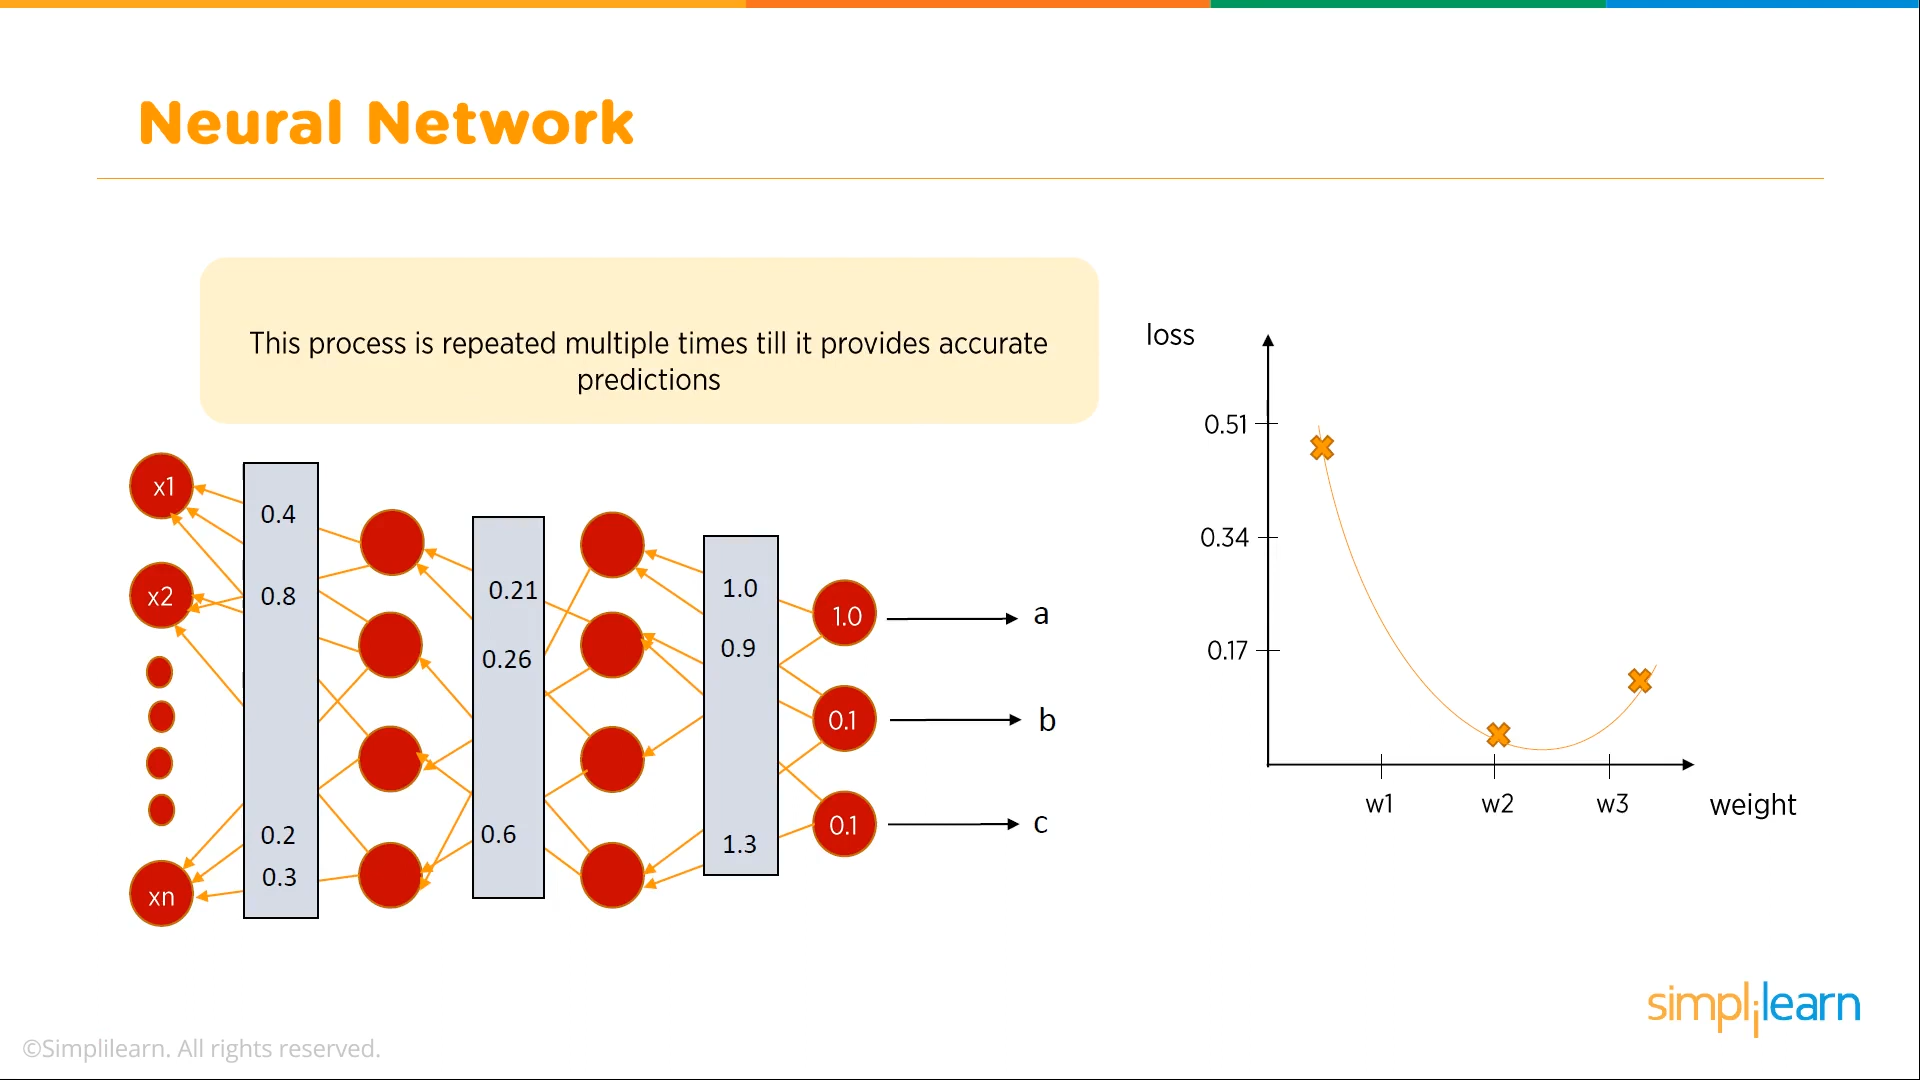 Neural Network
This process is repeated multiple times till it provides accurate
predictions
x1
x2
xn
0.4
0.8
0.2
0.3
0.21
0.26
0.6
1.0
0.9
1.3
1.0
0.1
0.1
a
b
c
loss
0.51
0.34
0.17
w1
w2
w3
weight
simplilearn
©Simplilearn. All rights reserved.